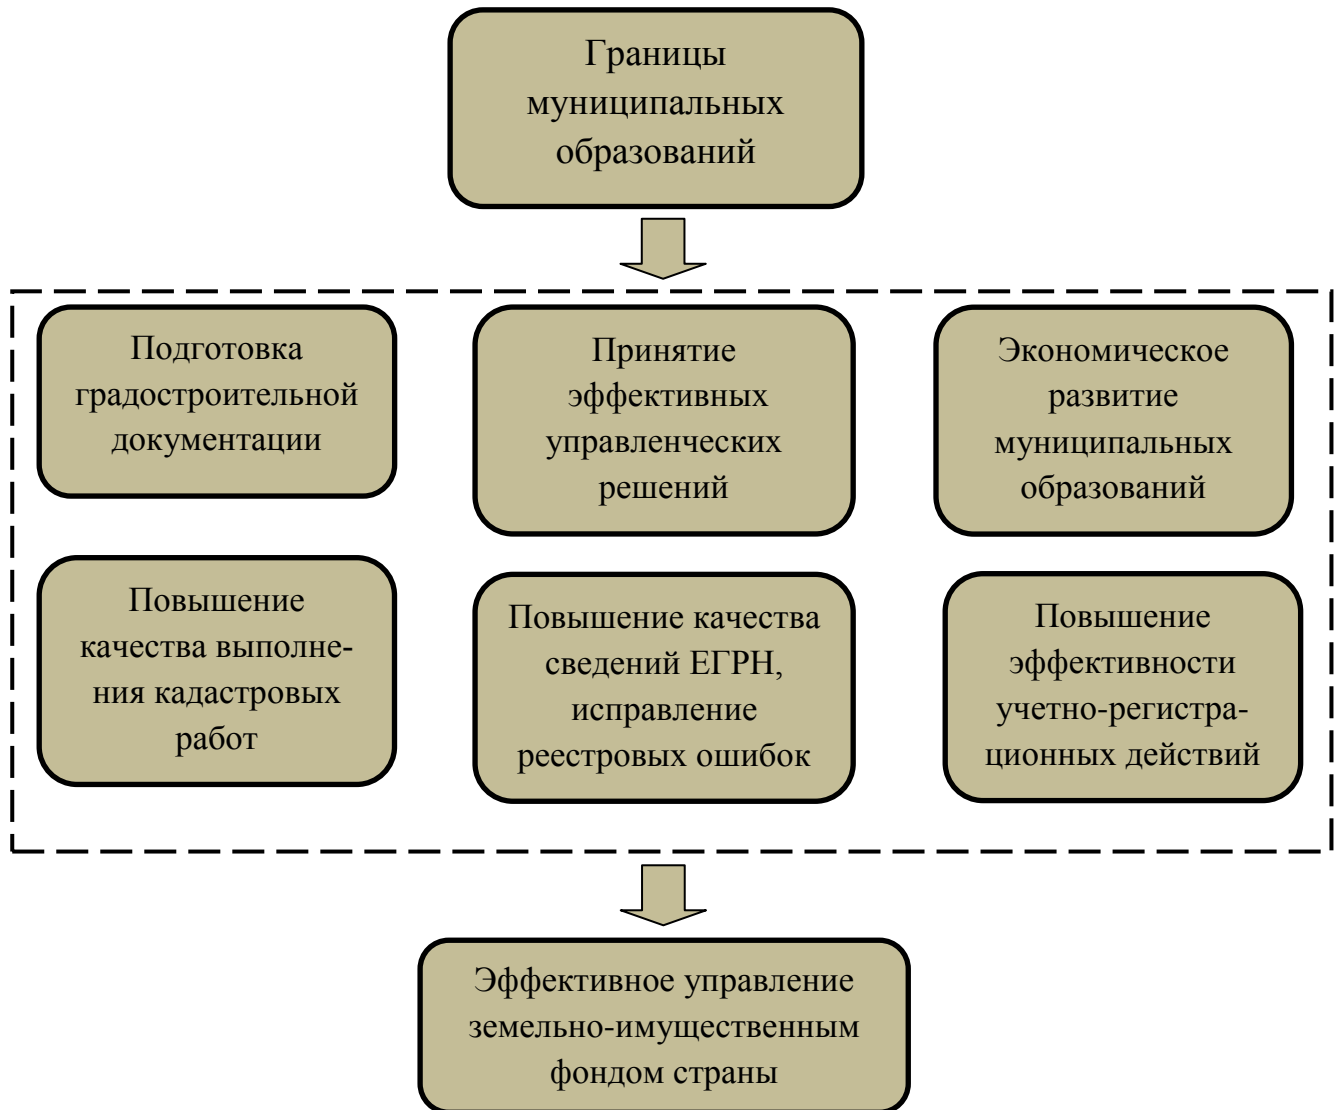 Границы
муниципальных
образований
Подготовка
градостроительной
документации
Принятие
эффективных
управленческих
решений
Экономическое
развитие
муниципальных
образований
Повышение
качества выполне-
ния кадастровых
работ
Повышение качества
сведений ЕГРН,
исправление
реестровых ошибок
Повышение
эффективности
учетно-регистра-
ционных действий
Эффективное управление
земельно-имущественным
фондом страны